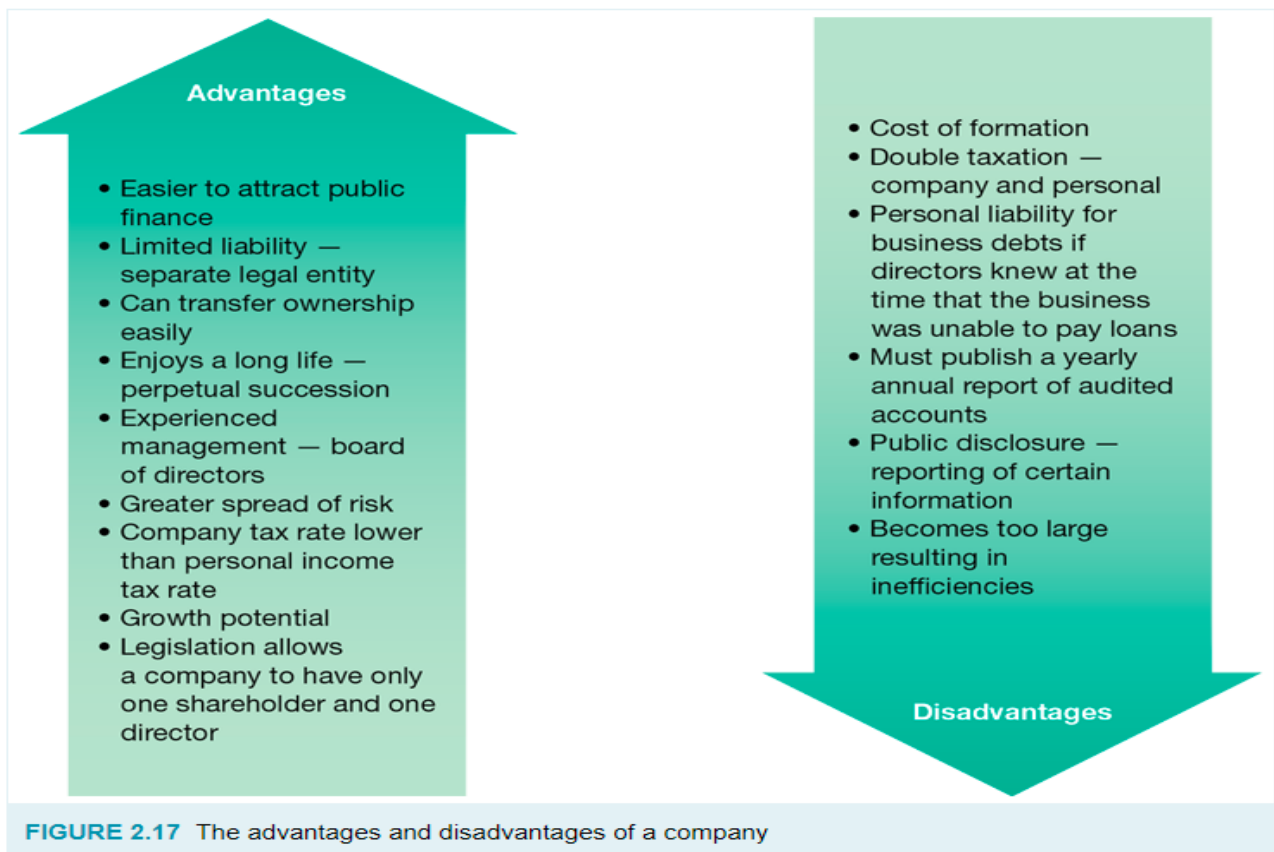 Advantages
• Easier to attract public
finance
• Limited liability —
separate legal entity
• Can transfer ownership
easily
• Enjoys a long life —
perpetual succession
• Experienced
management — board
of directors
• Greater spread of risk
• Company tax rate lower
than personal income
tax rate
• Growth potential
• Legislation allows
a company to have only
one shareholder and one
director
• Cost of formation
• Double taxation —
company and personal
• Personal liability for
business debts if
directors knew at the
time that the business
was unable to pay loans
• Must publish a yearly
annual report of audited
accounts
• Public disclosure —
reporting of certain
information
• Becomes too large
resulting in
inefficiencies
Disadvantages
FIGURE 2.17 The advantages and disadvantages of a company